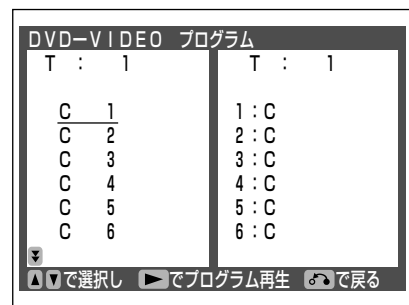 DVD−VIDEO プログラム
T : 1 T : 1
C 1 1:C
C 2 2:C
C 3 3:C
C 4 4:C
C 5 5:C
C 6 6:C
で選択し でプログラム再生 で戻る